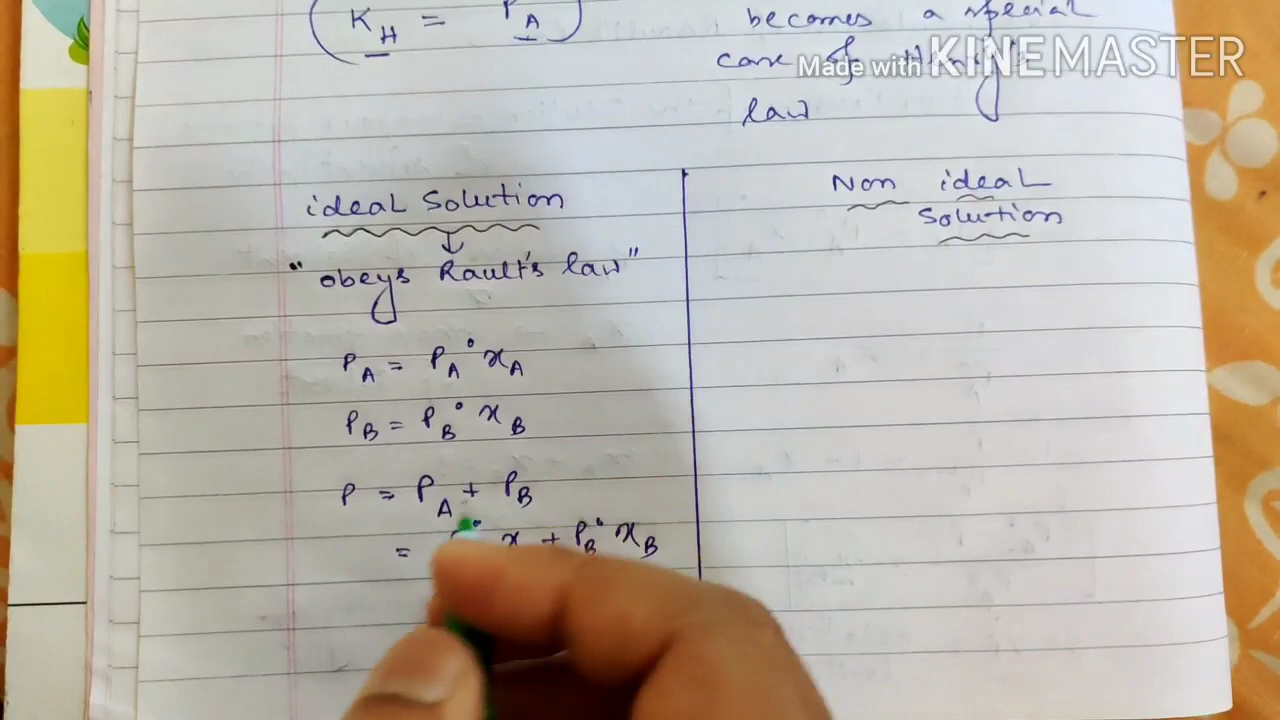 K_H = P_A
becomes a special
case of Henry's
law
Made with KINEMASTER
ideal Solution
↓
"obeys Rault's law"
P_A = P_A° x_A
P_B = P_B° x_B
P = P_A + P_B
= ° x + P_B° x_B
Non ideal
Solution